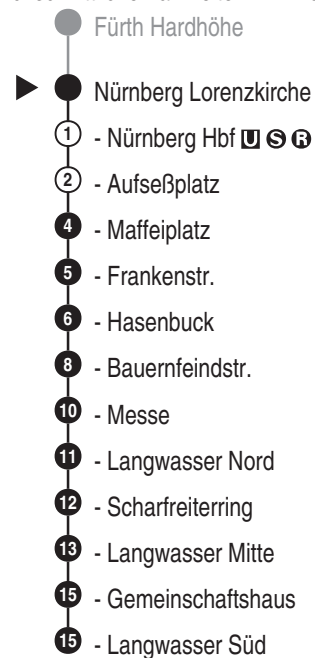 Fürth Hardhöhe
Nürnberg Lorenzkirche
1 - Nürnberg Hbf U S R
2 - Aufseßplatz
4 - Maffeiplatz
5 - Frankenstr.
6 - Hasenbuck
8 - Bauernfeindstr.
10 - Messe
11 - Langwasser Nord
12 - Scharfreiterring
13 - Langwasser Mitte
15 - Gemeinschaftshaus
15 - Langwasser Süd